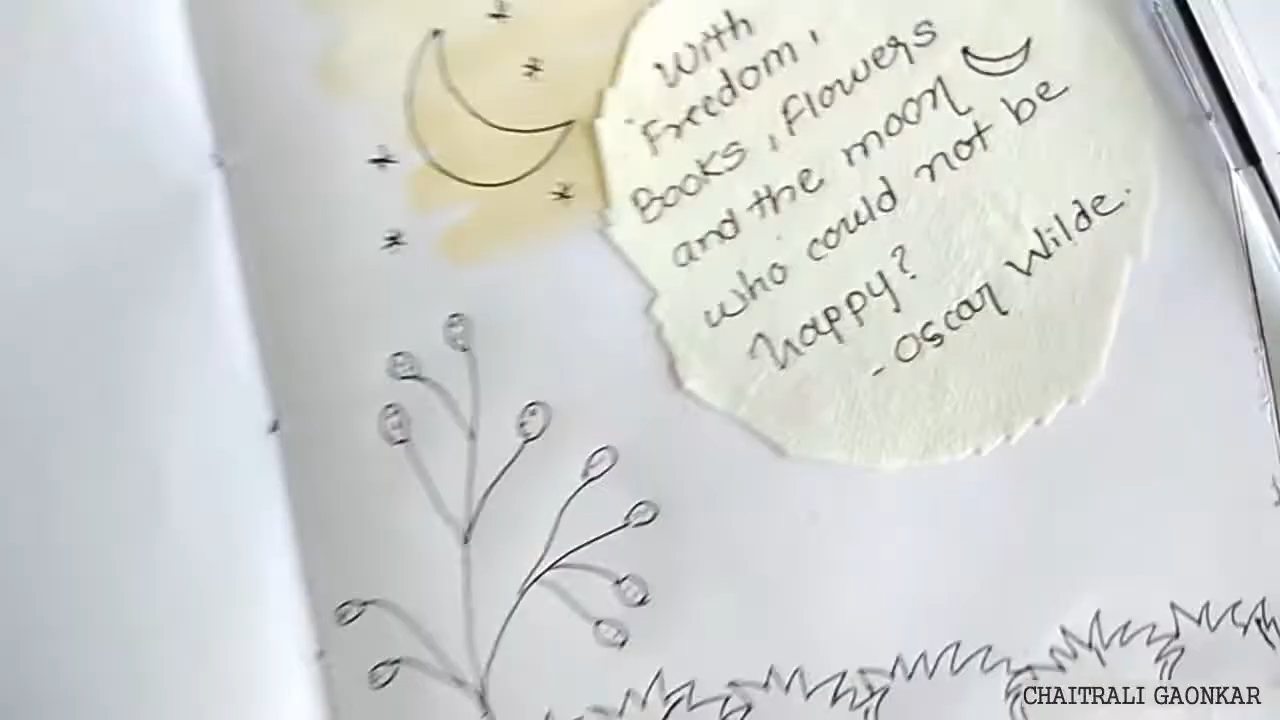 With
Freedom,
Books, Flowers
and the moon
who could not be
happy?
- Oscar Wilde.
CHAITRALI GAONKAR